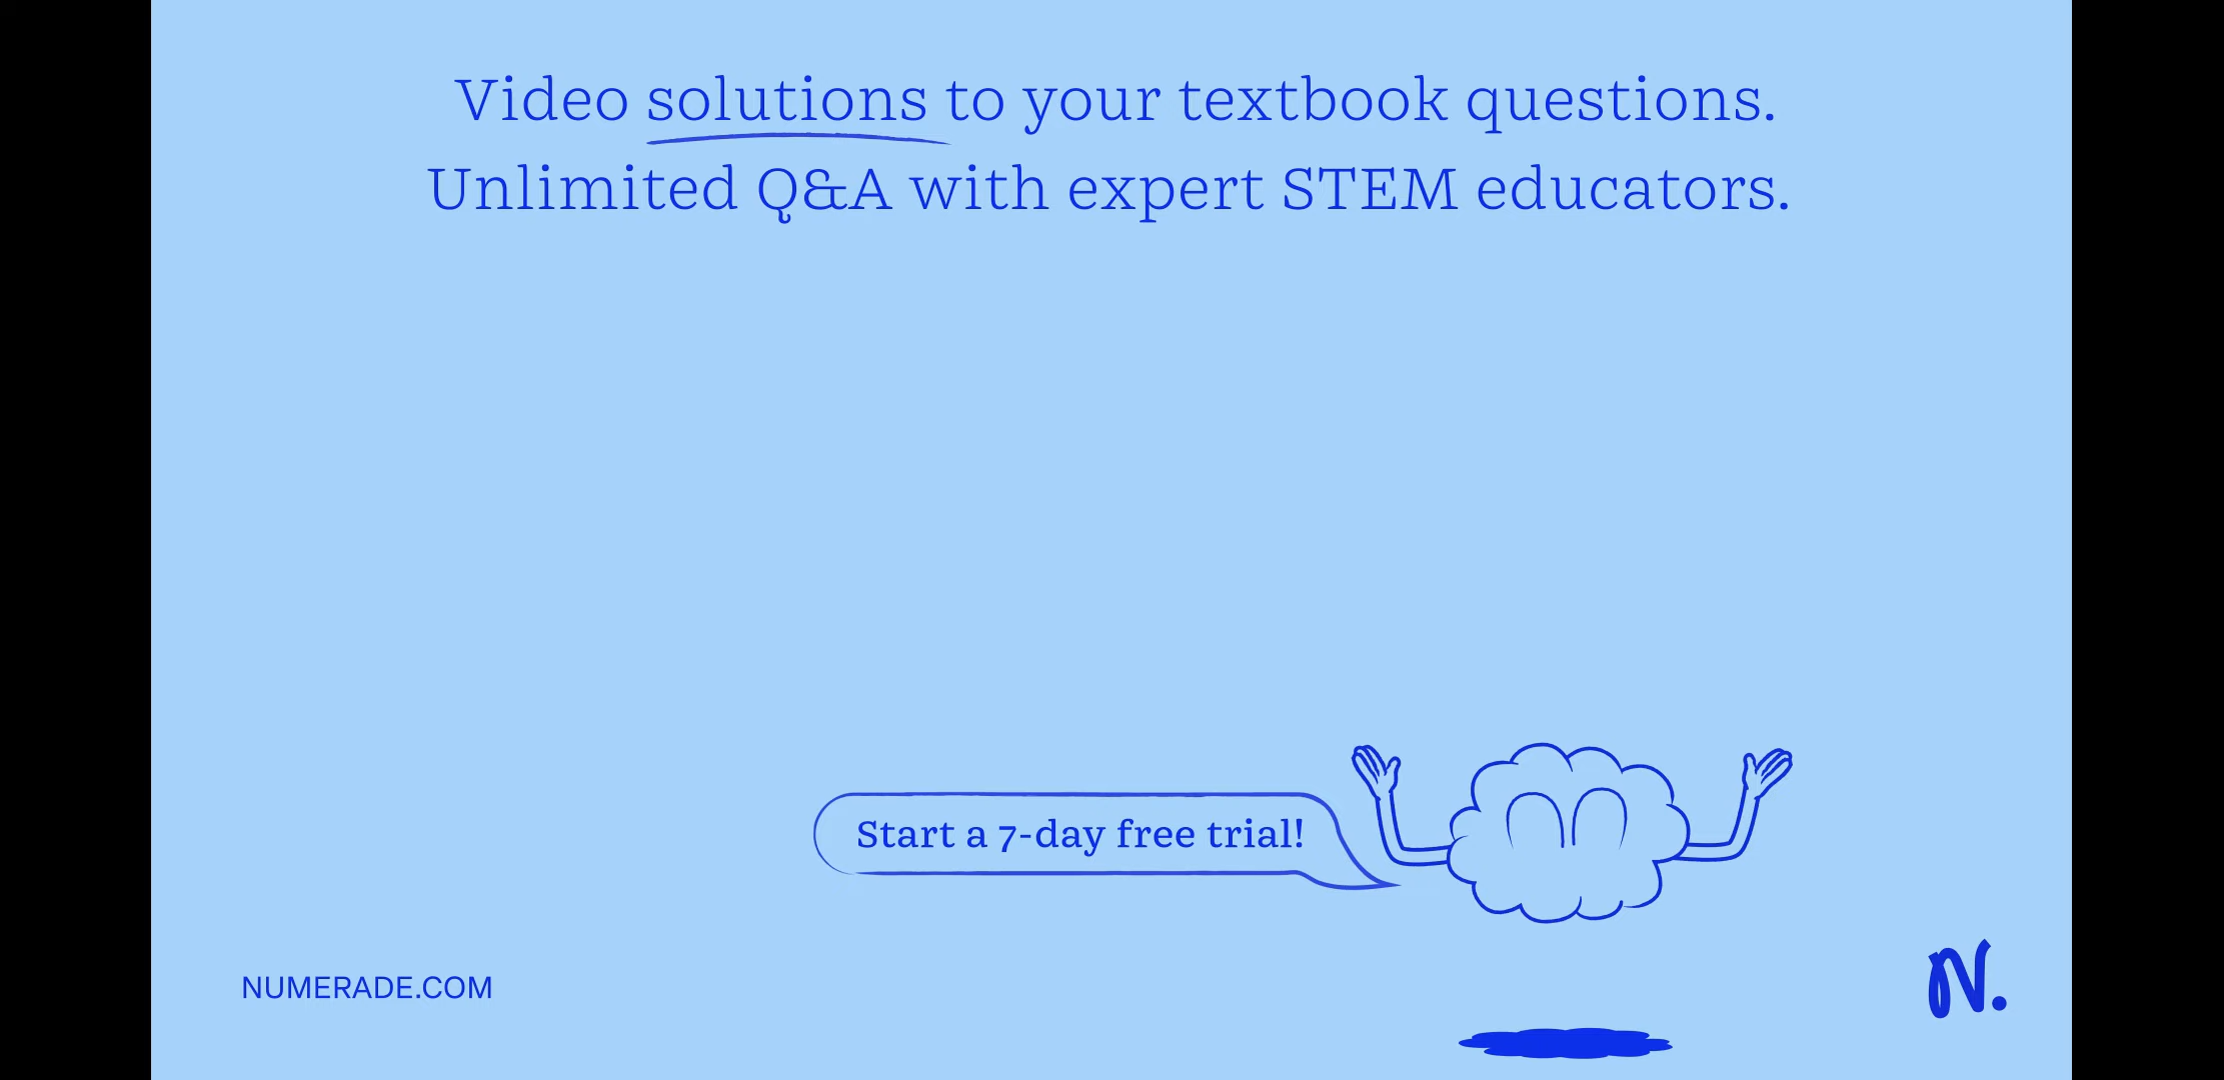 Video solutions to your textbook questions.
Unlimited Q&A with expert STEM educators.
Start a 7-day free trial!
NUMERADE.COM
N.